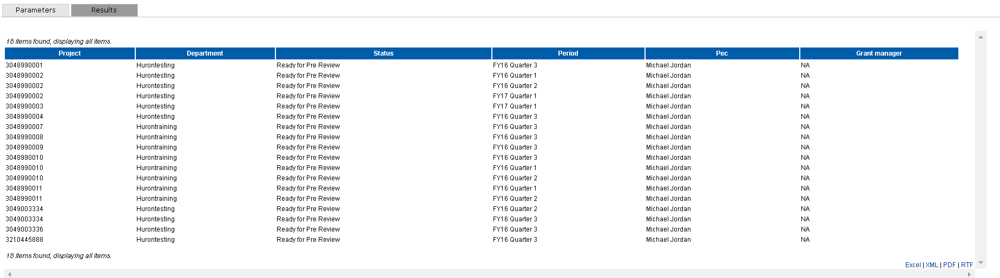 Parameters Results
18 items found, displaying all items.
Project Department Status Period Pec Grant manager
3048990001 Hurontesting Ready for Pre Review FY16 Quarter 3 Michael Jordan NA
3048990002 Hurontesting Ready for Pre Review FY16 Quarter 1 Michael Jordan NA
3048990002 Hurontesting Ready for Pre Review FY16 Quarter 2 Michael Jordan NA
3048990002 Hurontesting Ready for Pre Review FY17 Quarter 1 Michael Jordan NA
3048990003 Hurontesting Ready for Pre Review FY17 Quarter 1 Michael Jordan NA
3048990004 Hurontesting Ready for Pre Review FY16 Quarter 3 Michael Jordan NA
3048990007 Hurontraining Ready for Pre Review FY16 Quarter 3 Michael Jordan NA
3048990008 Hurontraining Ready for Pre Review FY16 Quarter 3 Michael Jordan NA
3048990009 Hurontraining Ready for Pre Review FY16 Quarter 3 Michael Jordan NA
3048990010 Hurontraining Ready for Pre Review FY16 Quarter 3 Michael Jordan NA
3048990010 Hurontraining Ready for Pre Review FY16 Quarter 1 Michael Jordan NA
3048990010 Hurontraining Ready for Pre Review FY16 Quarter 2 Michael Jordan NA
3048990011 Hurontraining Ready for Pre Review FY16 Quarter 1 Michael Jordan NA
3048990011 Hurontraining Ready for Pre Review FY16 Quarter 2 Michael Jordan NA
3049003334 Hurontesting Ready for Pre Review FY16 Quarter 2 Michael Jordan NA
3049003334 Hurontesting Ready for Pre Review FY16 Quarter 3 Michael Jordan NA
3049003336 Hurontesting Ready for Pre Review FY16 Quarter 3 Michael Jordan NA
3210445888 Hurontesting Ready for Pre Review FY16 Quarter 3 Michael Jordan NA
18 items found, displaying all items.
Excel | XML | PDF | RTF